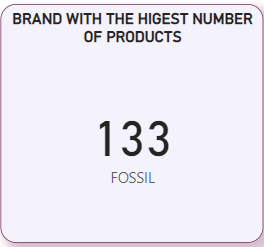 BRAND WITH THE HIGEST NUMBER
OF PRODUCTS
133
FOSSIL